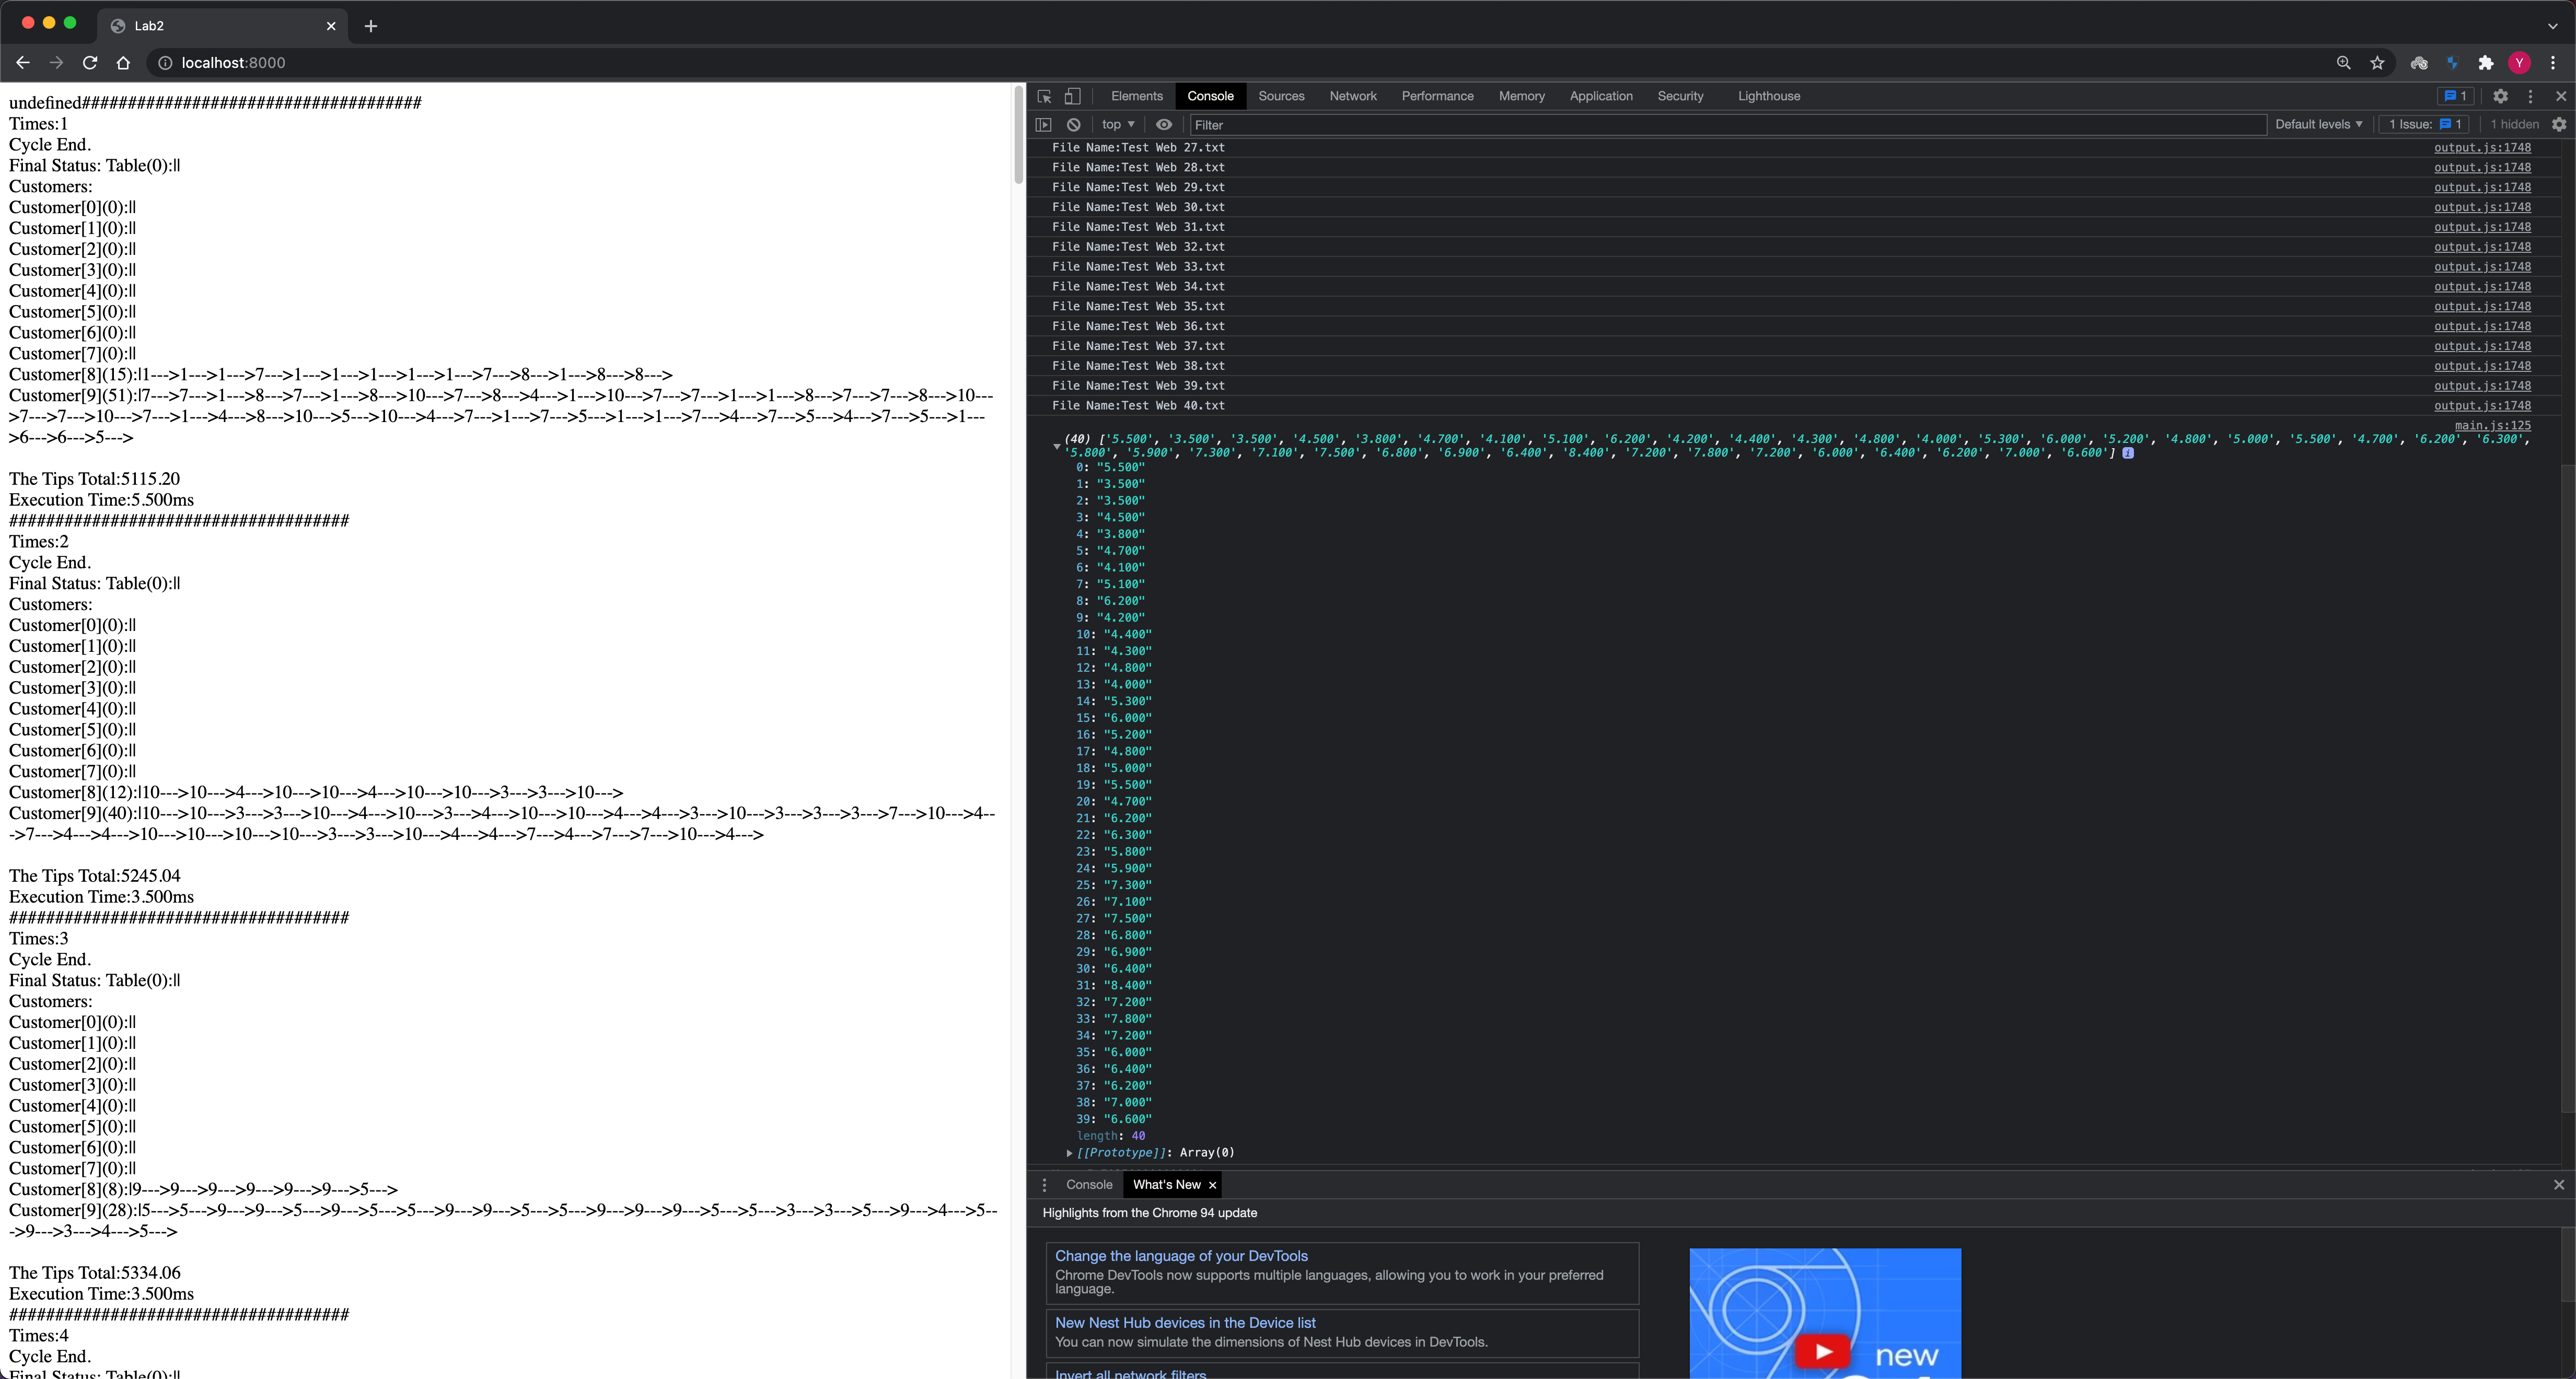 Lab2
localhost:8000
undefined#####################################
Times:1
Cycle End.
Final Status: Table(0):||
Customers:
Customer[0](0):||
Customer[1](0):||
Customer[2](0):||
Customer[3](0):||
Customer[4](0):||
Customer[5](0):||
Customer[6](0):||
Customer[7](0):||
Customer[8](15):|1--->1--->1--->7--->1--->1--->1--->1--->1--->7--->8--->1--->8--->8--->
Customer[9](51):|7--->7--->1--->8--->7--->1--->8--->10--->7--->8--->4--->1--->10--->7--->7--->1--->1--->8--->7--->7--->8--->10---
>7--->7--->10--->7--->1--->4--->8--->10--->5--->10--->4--->7--->1--->7--->5--->1--->1--->7--->4--->7--->5--->4--->7--->5--->1---
>6--->6--->5--->
The Tips Total:5115.20
Execution Time:5.500ms
#####################################
Times:2
Cycle End.
Final Status: Table(0):||
Customers:
Customer[0](0):||
Customer[1](0):||
Customer[2](0):||
Customer[3](0):||
Customer[4](0):||
Customer[5](0):||
Customer[6](0):||
Customer[7](0):||
Customer[8](12):|10--->10--->4--->10--->10--->4--->10--->10--->3--->3--->10--->
Customer[9](40):|10--->10--->3--->3--->10--->4--->10--->3--->4--->10--->10--->4--->4--->3--->10--->3--->3--->3--->7--->10--->4--
->7--->4--->4--->10--->10--->10--->10--->3--->3--->10--->4--->4--->7--->4--->7--->7--->10--->4--->
The Tips Total:5245.04
Execution Time:3.500ms
#####################################
Times:3
Cycle End.
Final Status: Table(0):||
Customers:
Customer[0](0):||
Customer[1](0):||
Customer[2](0):||
Customer[3](0):||
Customer[4](0):||
Customer[5](0):||
Customer[6](0):||
Customer[7](0):||
Customer[8](8):|9--->9--->9--->9--->9--->9--->5--->
Customer[9](28):|5--->5--->9--->9--->5--->9--->5--->5--->9--->9--->5--->5--->9--->9--->9--->5--->5--->3--->3--->5--->9--->4--->5--
->9--->3--->4--->5--->
The Tips Total:5334.06
Execution Time:3.500ms
#####################################
Times:4
Cycle End.
Final Status: Table(0):||
Y
Elements Console Sources Network Performance Memory Application Security Lighthouse 1
top Filter Default levels 1 Issue: 1 1 hidden
File Name:Test Web 27.txt output.js:1748
File Name:Test Web 28.txt output.js:1748
File Name:Test Web 29.txt output.js:1748
File Name:Test Web 30.txt output.js:1748
File Name:Test Web 31.txt output.js:1748
File Name:Test Web 32.txt output.js:1748
File Name:Test Web 33.txt output.js:1748
File Name:Test Web 34.txt output.js:1748
File Name:Test Web 35.txt output.js:1748
File Name:Test Web 36.txt output.js:1748
File Name:Test Web 37.txt output.js:1748
File Name:Test Web 38.txt output.js:1748
File Name:Test Web 39.txt output.js:1748
File Name:Test Web 40.txt output.js:1748
main.js:125
(40) ['5.500', '3.500', '3.500', '4.500', '3.800', '4.700', '4.100', '5.100', '6.200', '4.200', '4.400', '4.300', '4.800', '4.000', '5.300', '6.000', '5.200', '4.800', '5.000', '5.500', '4.700', '6.200', '6.300',
'5.800', '5.900', '7.300', '7.100', '7.500', '6.800', '6.900', '6.400', '8.400', '7.200', '7.800', '7.200', '6.000', '6.400', '6.200', '7.000', '6.600'] i
0: "5.500"
1: "3.500"
2: "3.500"
3: "4.500"
4: "3.800"
5: "4.700"
6: "4.100"
7: "5.100"
8: "6.200"
9: "4.200"
10: "4.400"
11: "4.300"
12: "4.800"
13: "4.000"
14: "5.300"
15: "6.000"
16: "5.200"
17: "4.800"
18: "5.000"
19: "5.500"
20: "4.700"
21: "6.200"
22: "6.300"
23: "5.800"
24: "5.900"
25: "7.300"
26: "7.100"
27: "7.500"
28: "6.800"
29: "6.900"
30: "6.400"
31: "8.400"
32: "7.200"
33: "7.800"
34: "7.200"
35: "6.000"
36: "6.400"
37: "6.200"
38: "7.000"
39: "6.600"
length: 40
[[Prototype]]: Array(0)
Console What's New
Highlights from the Chrome 94 update
Change the language of your DevTools
Chrome DevTools now supports multiple languages, allowing you to work in your preferred
language.
New Nest Hub devices in the Device list
You can now simulate the dimensions of Nest Hub devices in DevTools.
Invert all network filters
new